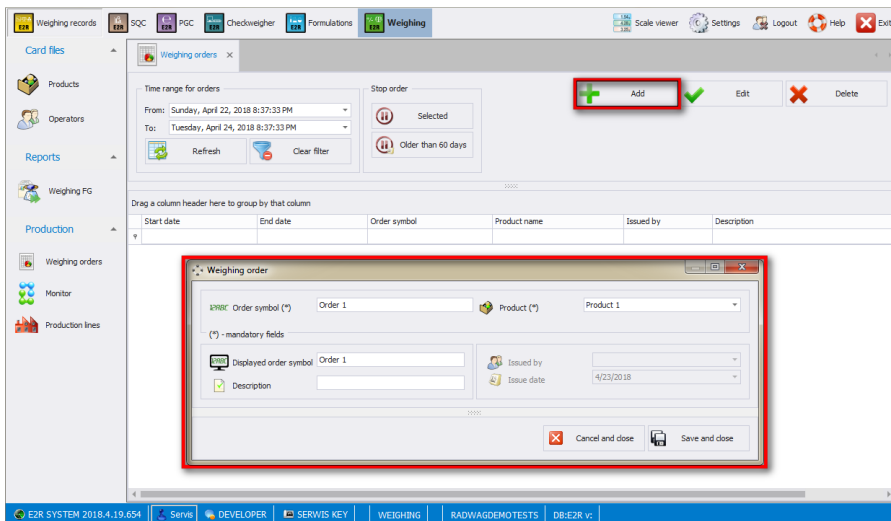 E2R Weighing records E2R SQC E2R PGC E2R Checkweigher E2R Formulations E2R Weighing Scale viewer Settings Logout Help Exit
Card files
Weighing orders
Products
Operators
Reports
Weighing FG
Production
Weighing orders
Monitor
Production lines
Time range for orders
From: Sunday, April 22, 2018 8:37:33 PM
To: Tuesday, April 24, 2018 8:37:33 PM
Refresh Clear filter
Stop order
Selected
Older than 60 days
Add Edit Delete
Drag a column header here to group by that column
Start date End date Order symbol Product name Issued by Description
Weighing order
Order symbol (*) Order 1 Product (*) Product 1
(*) - mandatory fields
Displayed order symbol Order 1 Issued by
Description Issue date 4/23/2018
Cancel and close Save and close
E2R SYSTEM 2018.4.19.654 Servis DEVELOPER SERWIS KEY WEIGHING RADWAGDEMOTESTS DB:E2R v: